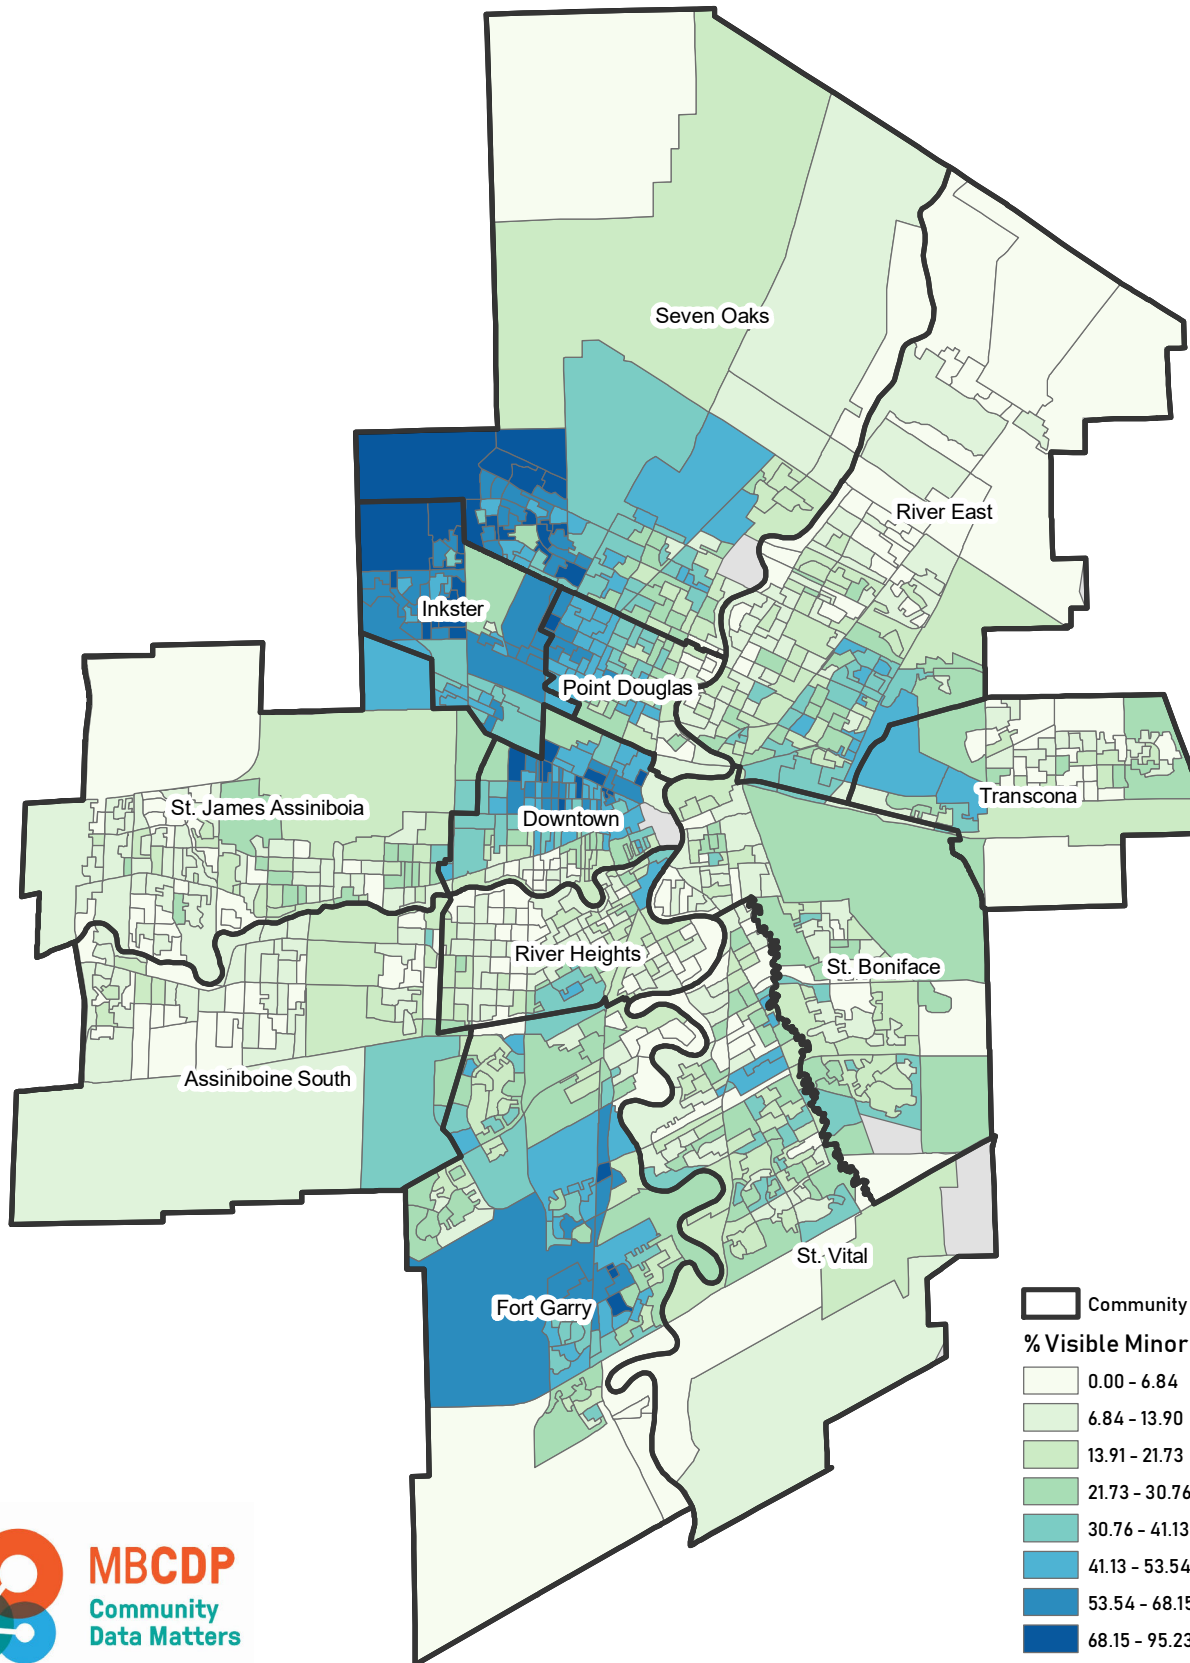 Seven Oaks
River East
Inkster
Point Douglas
Transcona
St. James Assiniboia
Downtown
River Heights
St. Boniface
Assiniboine South
St. Vital
Fort Garry
Community
% Visible Minor
0.00 - 6.84
6.84 - 13.90
13.91 - 21.73
21.73 - 30.76
30.76 - 41.13
41.13 - 53.54
53.54 - 68.15
68.15 - 95.23
MBCDP
Community
Data Matters